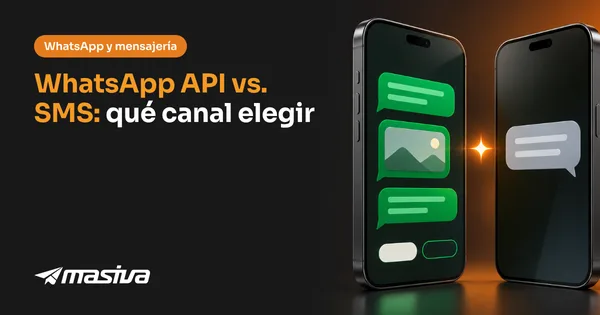 WhatsApp y mensajería
WhatsApp API vs.
SMS: qué canal elegir
masiva